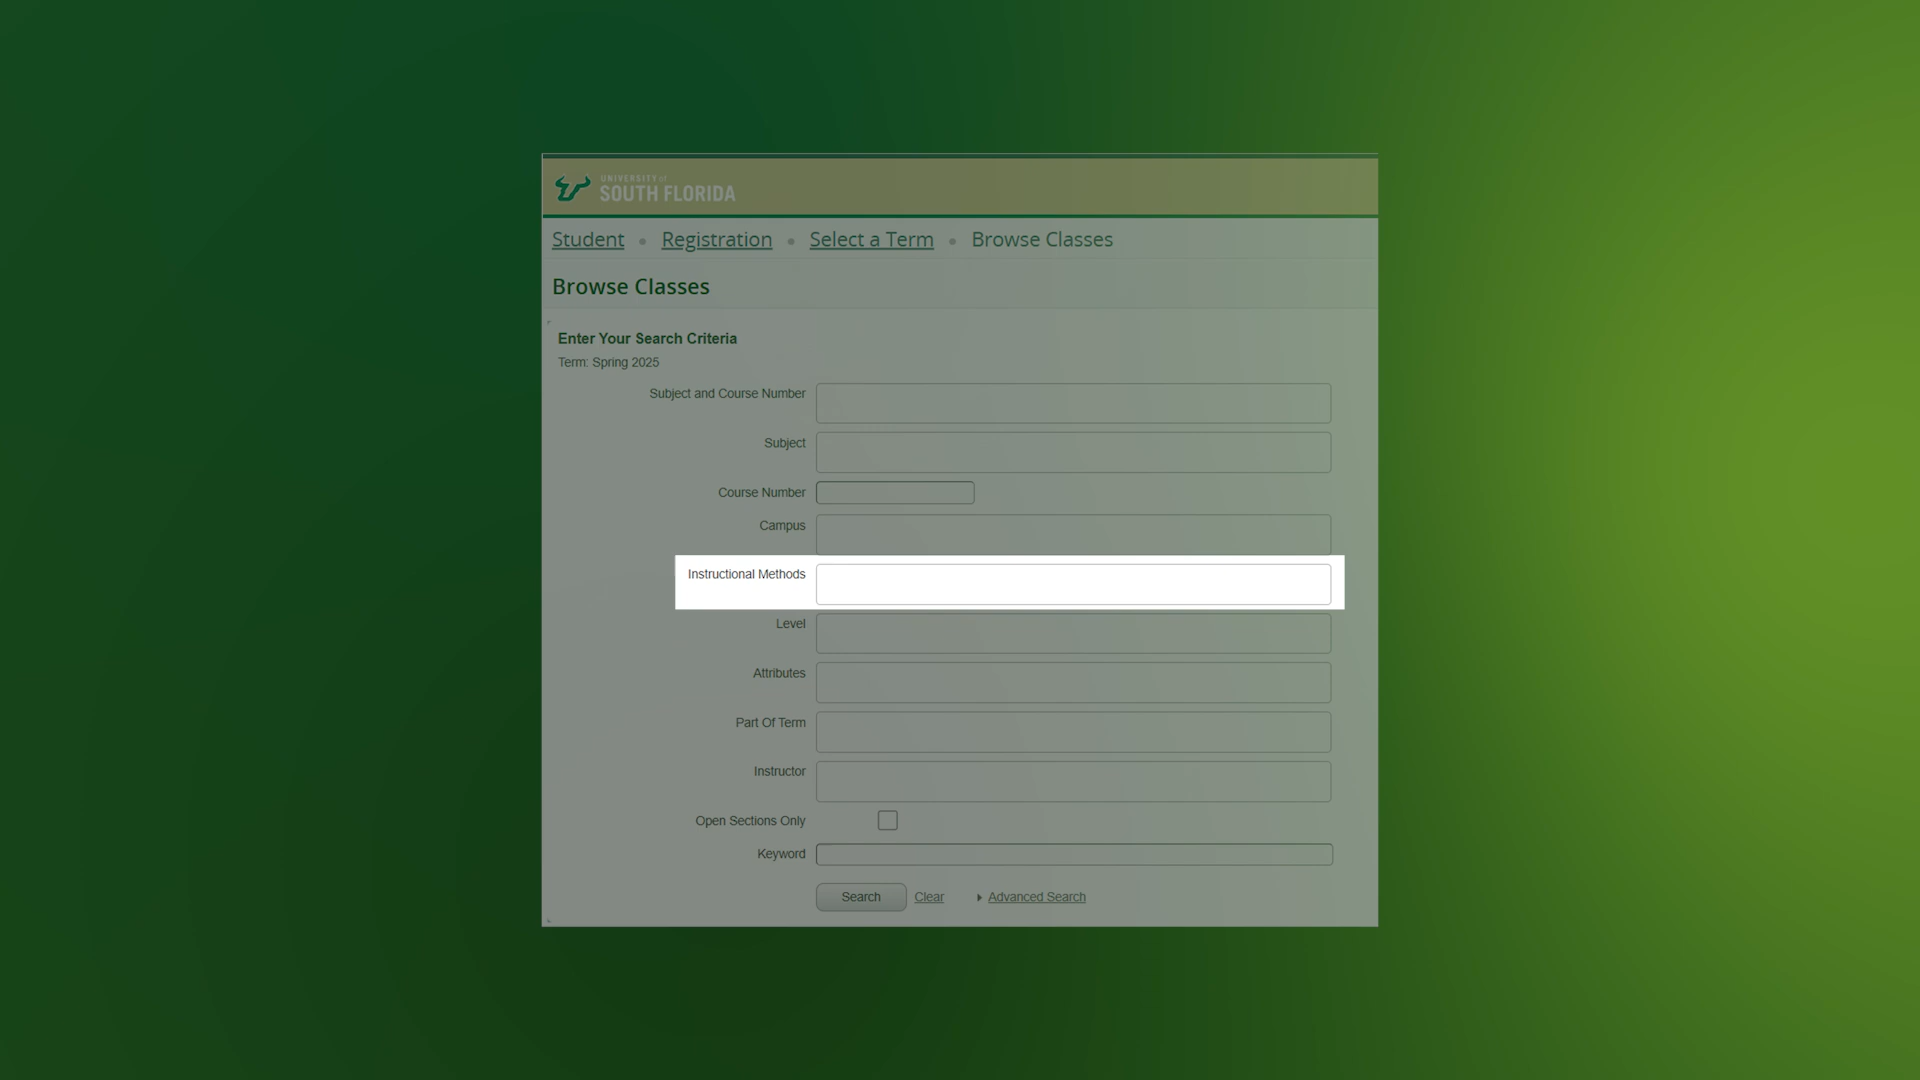 UNIVERSITY of
SOUTH FLORIDA
Student • Registration • Select a Term • Browse Classes
Browse Classes
Enter Your Search Criteria
Term: Spring 2025
Subject and Course Number
Subject
Course Number
Campus
Instructional Methods
Level
Attributes
Part Of Term
Instructor
Open Sections Only
Keyword
Search Clear Advanced Search